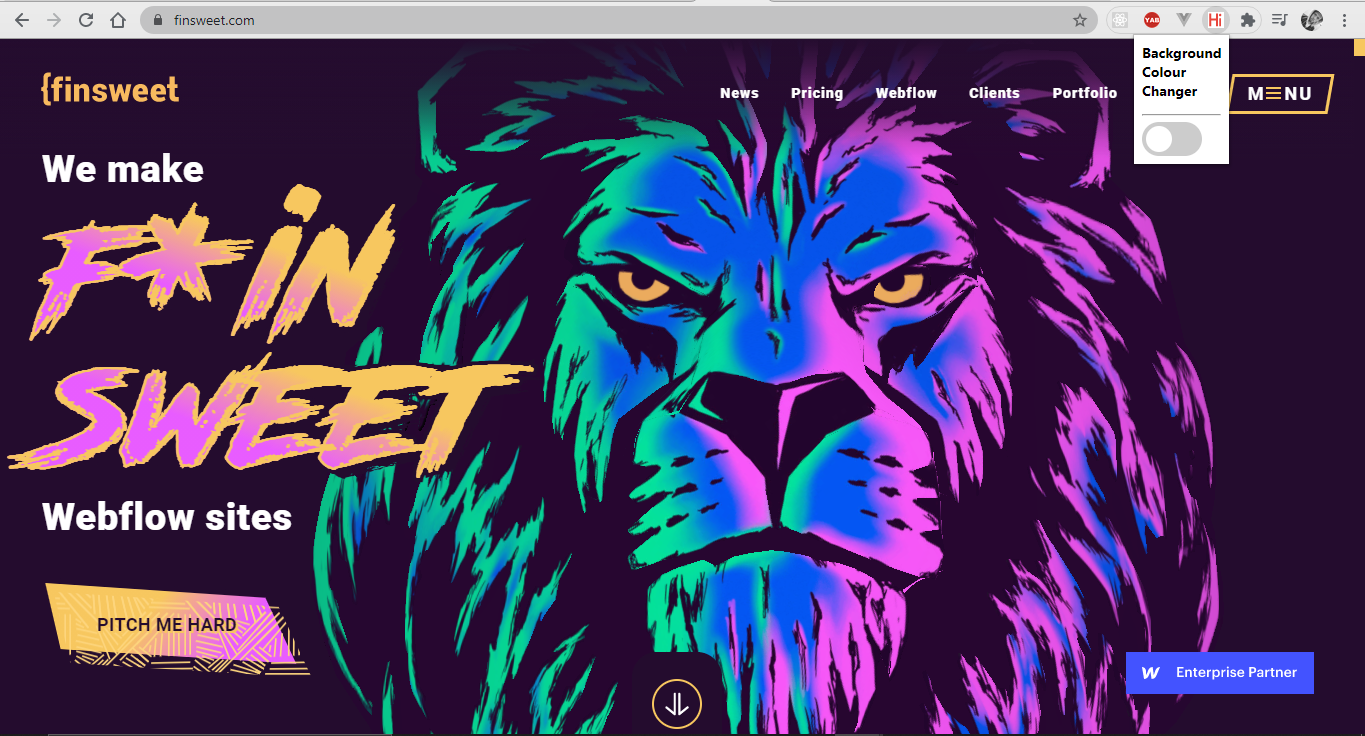 finsweet.com
YAB
Hi
Background
Colour
Changer
{finsweet
News
Pricing
Webflow
Clients
Portfolio
M☰NU
We make
F*iN
SWEET
Webflow sites
PITCH ME HARD
W Enterprise Partner